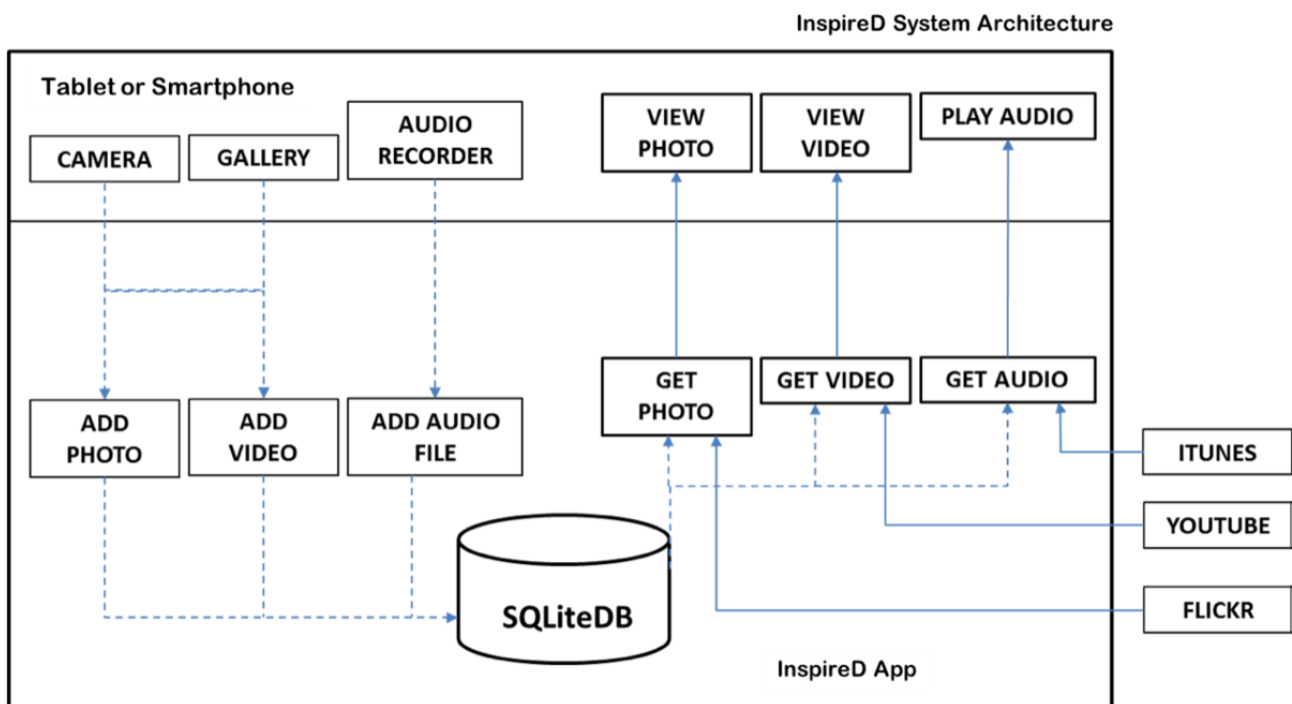 InspireD System Architecture
Tablet or Smartphone
CAMERA
GALLERY
AUDIO
RECORDER
VIEW
PHOTO
VIEW
VIDEO
PLAY AUDIO
ADD
PHOTO
ADD
VIDEO
ADD AUDIO
FILE
GET
PHOTO
GET VIDEO
GET AUDIO
ITUNES
YOUTUBE
FLICKR
SQLiteDB
InspireD App